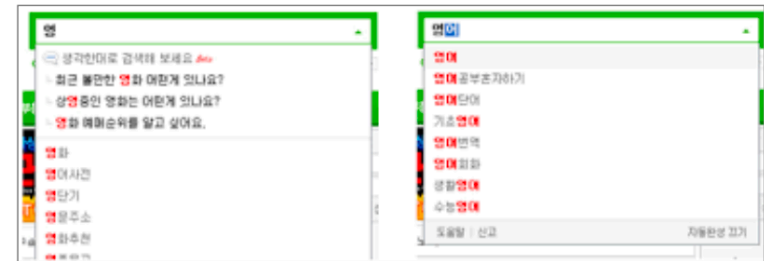 영
생각한대로 검색해 보세요 Beta
최근 볼만한 영화 어떤게 있나요?
상영중인 영화는 어떤게 있나요?
영화 예매순위를 알고 싶어요.
영화
영어사전
영단기
영문주소
영화추천
영어
영어
영어공부혼자하기
영어단어
기초영어
영어번역
영어회화
생활영어
수능영어
도움말 신고
자동완성 끄기